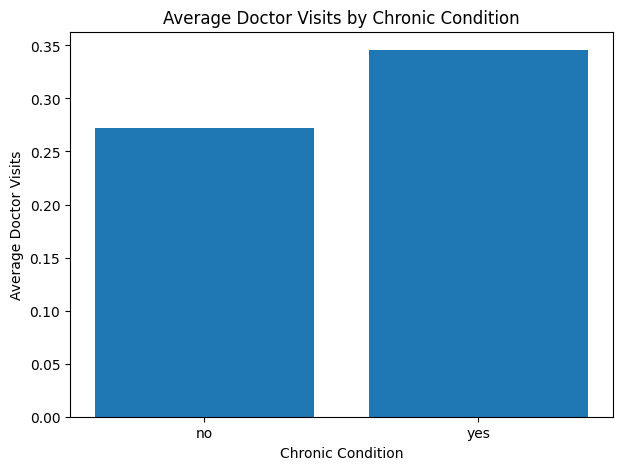 Average Doctor Visits by Chronic Condition
0.35
0.30
0.25
0.20
0.15
0.10
0.05
0.00
Average Doctor Visits
no yes
Chronic Condition